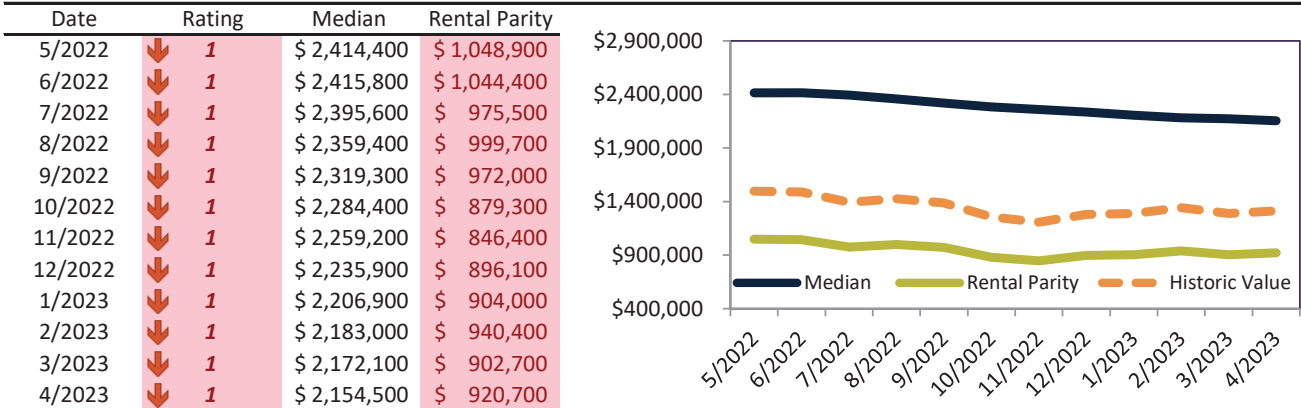 Date Rating Median Rental Parity
5/2022 1 $ 2,414,400 $ 1,048,900
6/2022 1 $ 2,415,800 $ 1,044,400
7/2022 1 $ 2,395,600 $ 975,500
8/2022 1 $ 2,359,400 $ 999,700
9/2022 1 $ 2,319,300 $ 972,000
10/2022 1 $ 2,284,400 $ 879,300
11/2022 1 $ 2,259,200 $ 846,400
12/2022 1 $ 2,235,900 $ 896,100
1/2023 1 $ 2,206,900 $ 904,000
2/2023 1 $ 2,183,000 $ 940,400
3/2023 1 $ 2,172,100 $ 902,700
4/2023 1 $ 2,154,500 $ 920,700
$2,900,000
$2,400,000
$1,900,000
$1,400,000
$900,000
$400,000
Median Rental Parity Historic Value
5/2022 6/2022 7/2022 8/2022 9/2022 10/2022 11/2022 12/2022 1/2023 2/2023 3/2023 4/2023